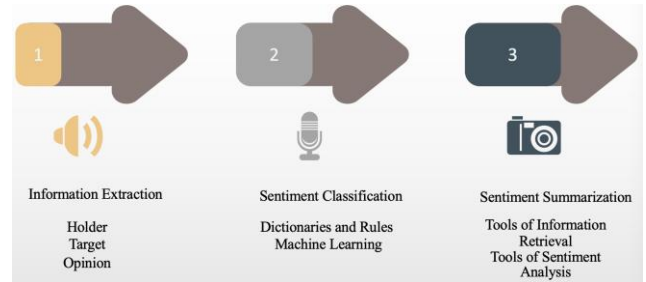 1
2
3
Information Extraction
Holder
Target
Opinion
Sentiment Classification
Dictionaries and Rules
Machine Learning
Sentiment Summarization
Tools of Information
Retrieval
Tools of Sentiment
Analysis